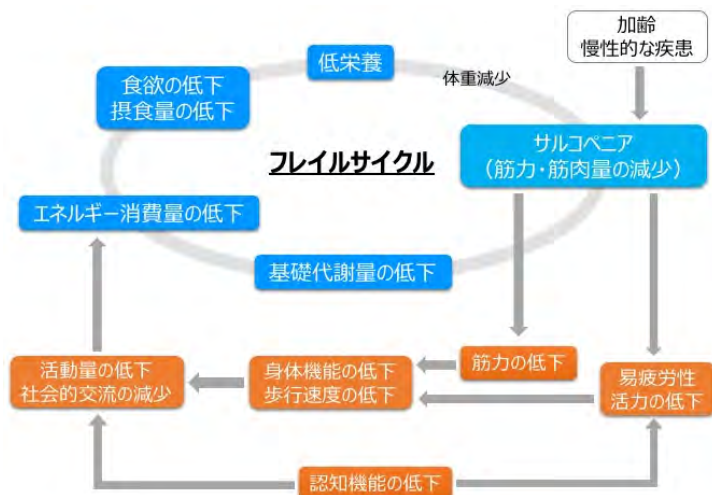 加齢
慢性的な疾患
低栄養
体重減少
食欲の低下
摂食量の低下
サルコペニア
（筋力・筋肉量の減少）
フレイルサイクル
エネルギー消費量の低下
基礎代謝量の低下
筋力の低下
身体機能の低下
歩行速度の低下
活動量の低下
社会的交流の減少
易疲労性
活力の低下
認知機能の低下